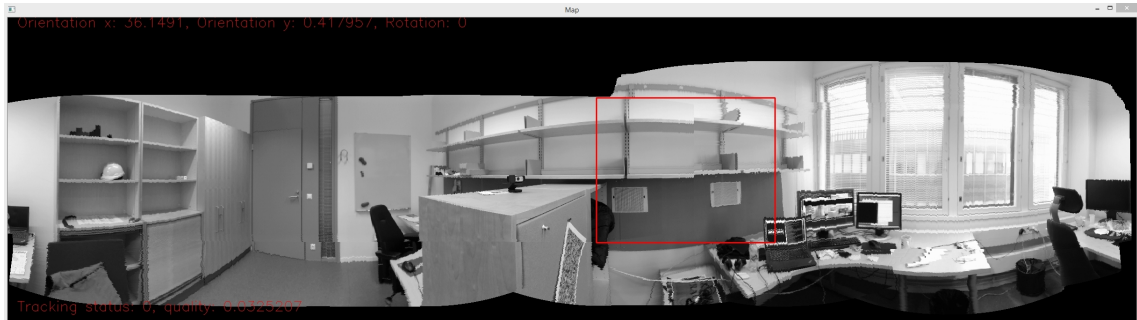 Map
Orientation x: 36.1491, Orientation y: 0.417957, Rotation: 0
Tracking status: 0, quality: 0.0325207